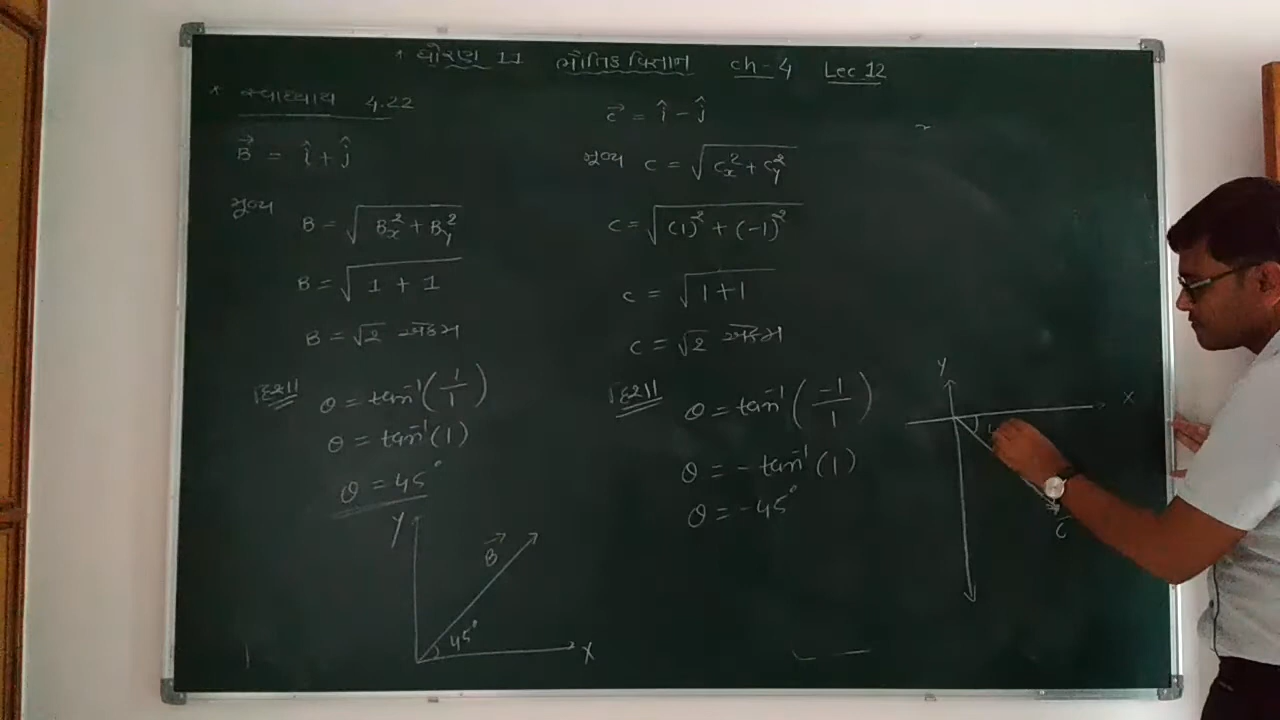 * ધોરણ 11 ભૌતિક વિજ્ઞાન ch-4 Lec 12
* સ્વાધ્યાય 4.22
B⃗ = î + ĵ
મૂલ્ય B = √(Bx² + By²)
B = √(1 + 1)
B = √2 એકમ
દિશા θ = tan⁻¹(1/1)
θ = tan⁻¹(1)
θ = 45°
Y
B⃗
45°
X
c⃗ = î - ĵ
મૂલ્ય C = √(Cx² + Cy²)
C = √((1)² + (-1)²)
C = √(1+1)
C = √2 એકમ
દિશા θ = tan⁻¹(-1/1)
θ = -tan⁻¹(1)
θ = -45°
Y
X
C⃗